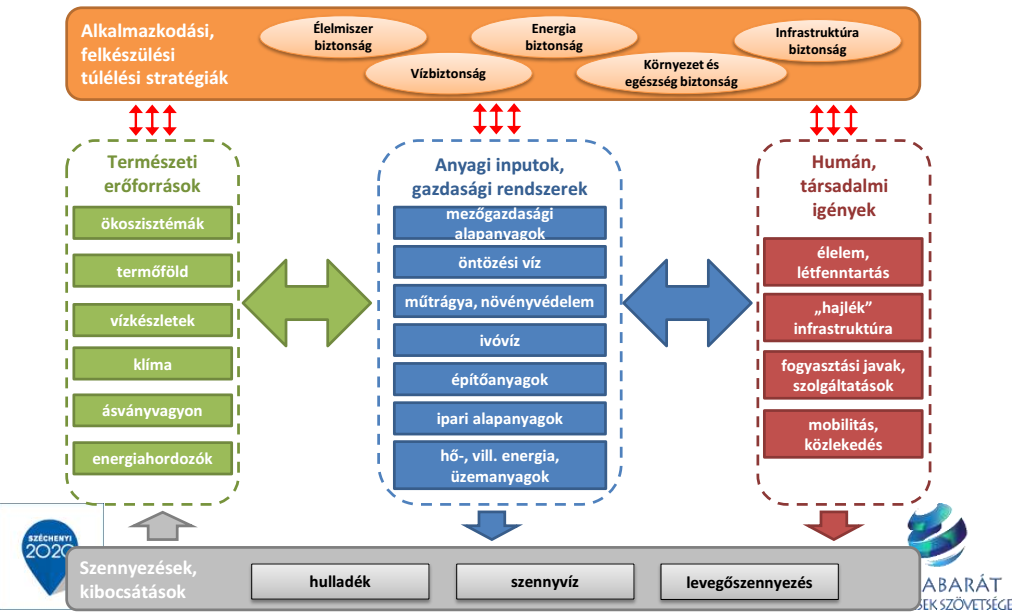 Alkalmazkodási,
felkészülési
túlélési stratégiák
Élelmiszer
biztonság
Energia
biztonság
Infrastruktúra
biztonság
Vízbiztonság
Környezet és
egészség biztonság
Természeti
erőforrások
ökoszisztémák
termőföld
vízkészletek
klíma
ásványvagyon
energiahordozók
Anyagi inputok,
gazdasági rendszerek
mezőgazdasági
alapanyagok
öntözési víz
műtrágya, növényvédelem
ivóvíz
építőanyagok
ipari alapanyagok
hő-, vill. energia,
üzemanyagok
Humán,
társadalmi
igények
élelem,
létfenntartás
„hajlék”
infrastruktúra
fogyasztási javak,
szolgáltatások
mobilitás,
közlekedés
SZÉCHENYI
2020
Szennyezések,
kibocsátások
hulladék
szennyvíz
levegőszennyezés
ABARÁT
SEK SZÖVETSÉGE